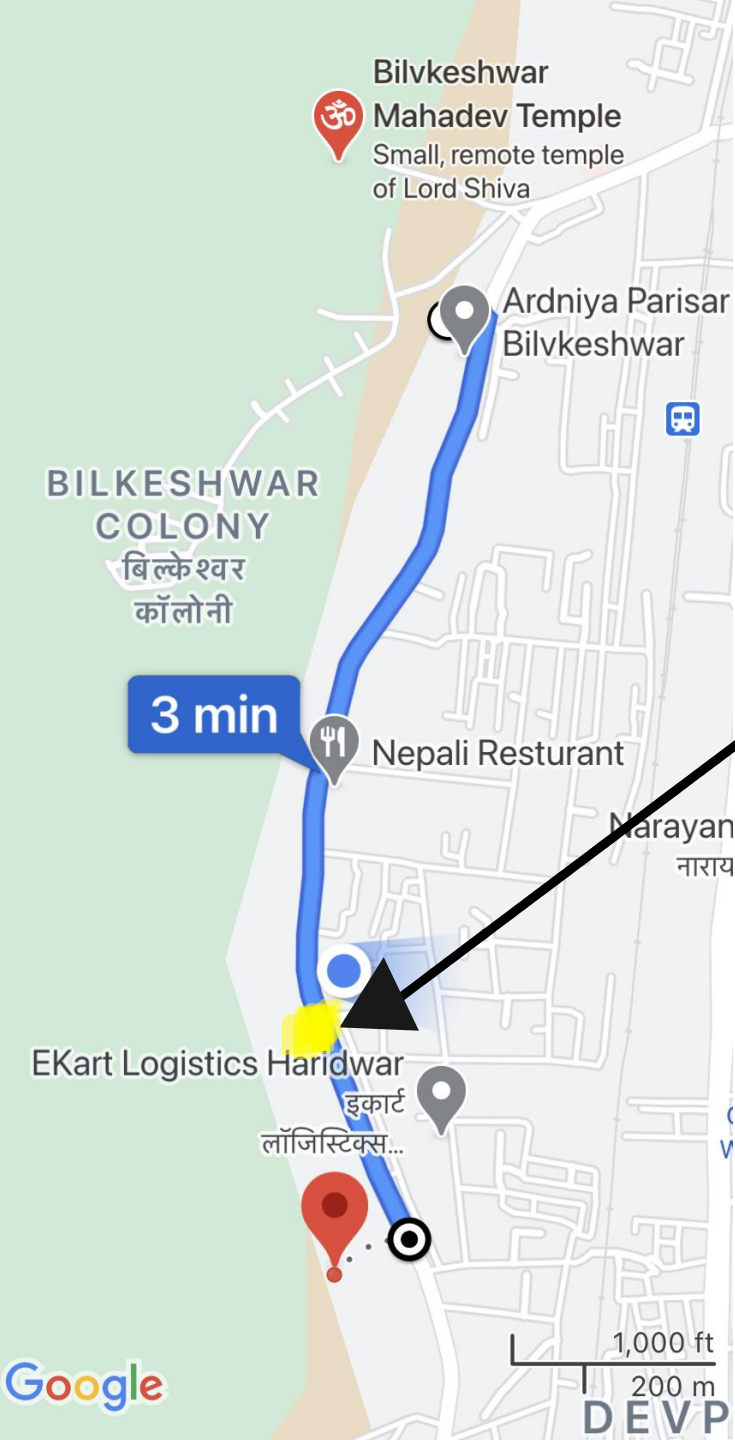 Bilvkeshwar
Mahadev Temple
Small, remote temple
of Lord Shiva
Ardniya Parisar
Bilvkeshwar
BILKESHWAR
COLONY
बिल्केश्वर
कॉलोनी
3 min
Nepali Resturant
Narayan
नाराय
EKart Logistics Haridwar
इकार्ट
लॉजिस्टिक्स...
1,000 ft
200 m
Google
DEVP